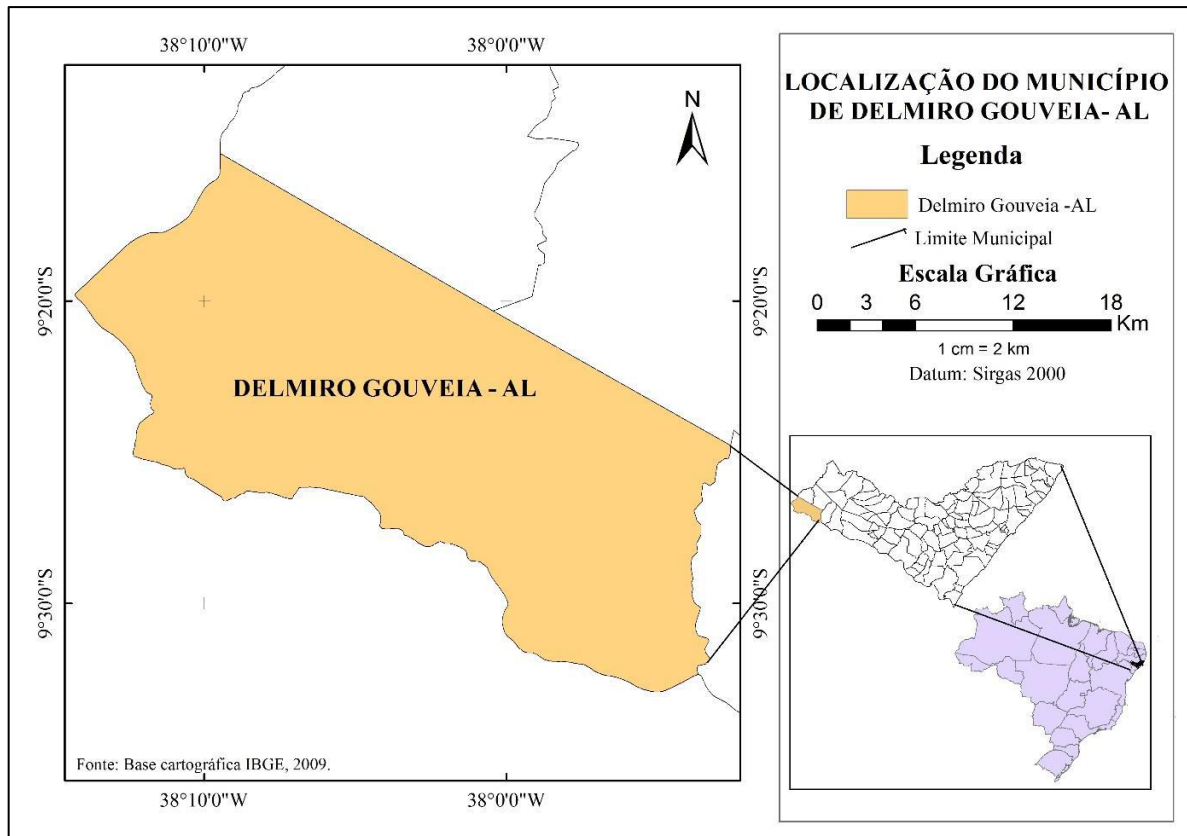 38°10'0"W 38°0'0"W
N
9°20'0"S 9°20'0"S
DELMIRO GOUVEIA - AL
9°30'0"S 9°30'0"S
Fonte: Base cartográfica IBGE, 2009.
38°10'0"W 38°0'0"W
LOCALIZAÇÃO DO MUNICÍPIO
DE DELMIRO GOUVEIA- AL
Legenda
Delmiro Gouveia -AL
Limite Municipal
Escala Gráfica
0 3 6 12 18
Km
1 cm = 2 km
Datum: Sirgas 2000